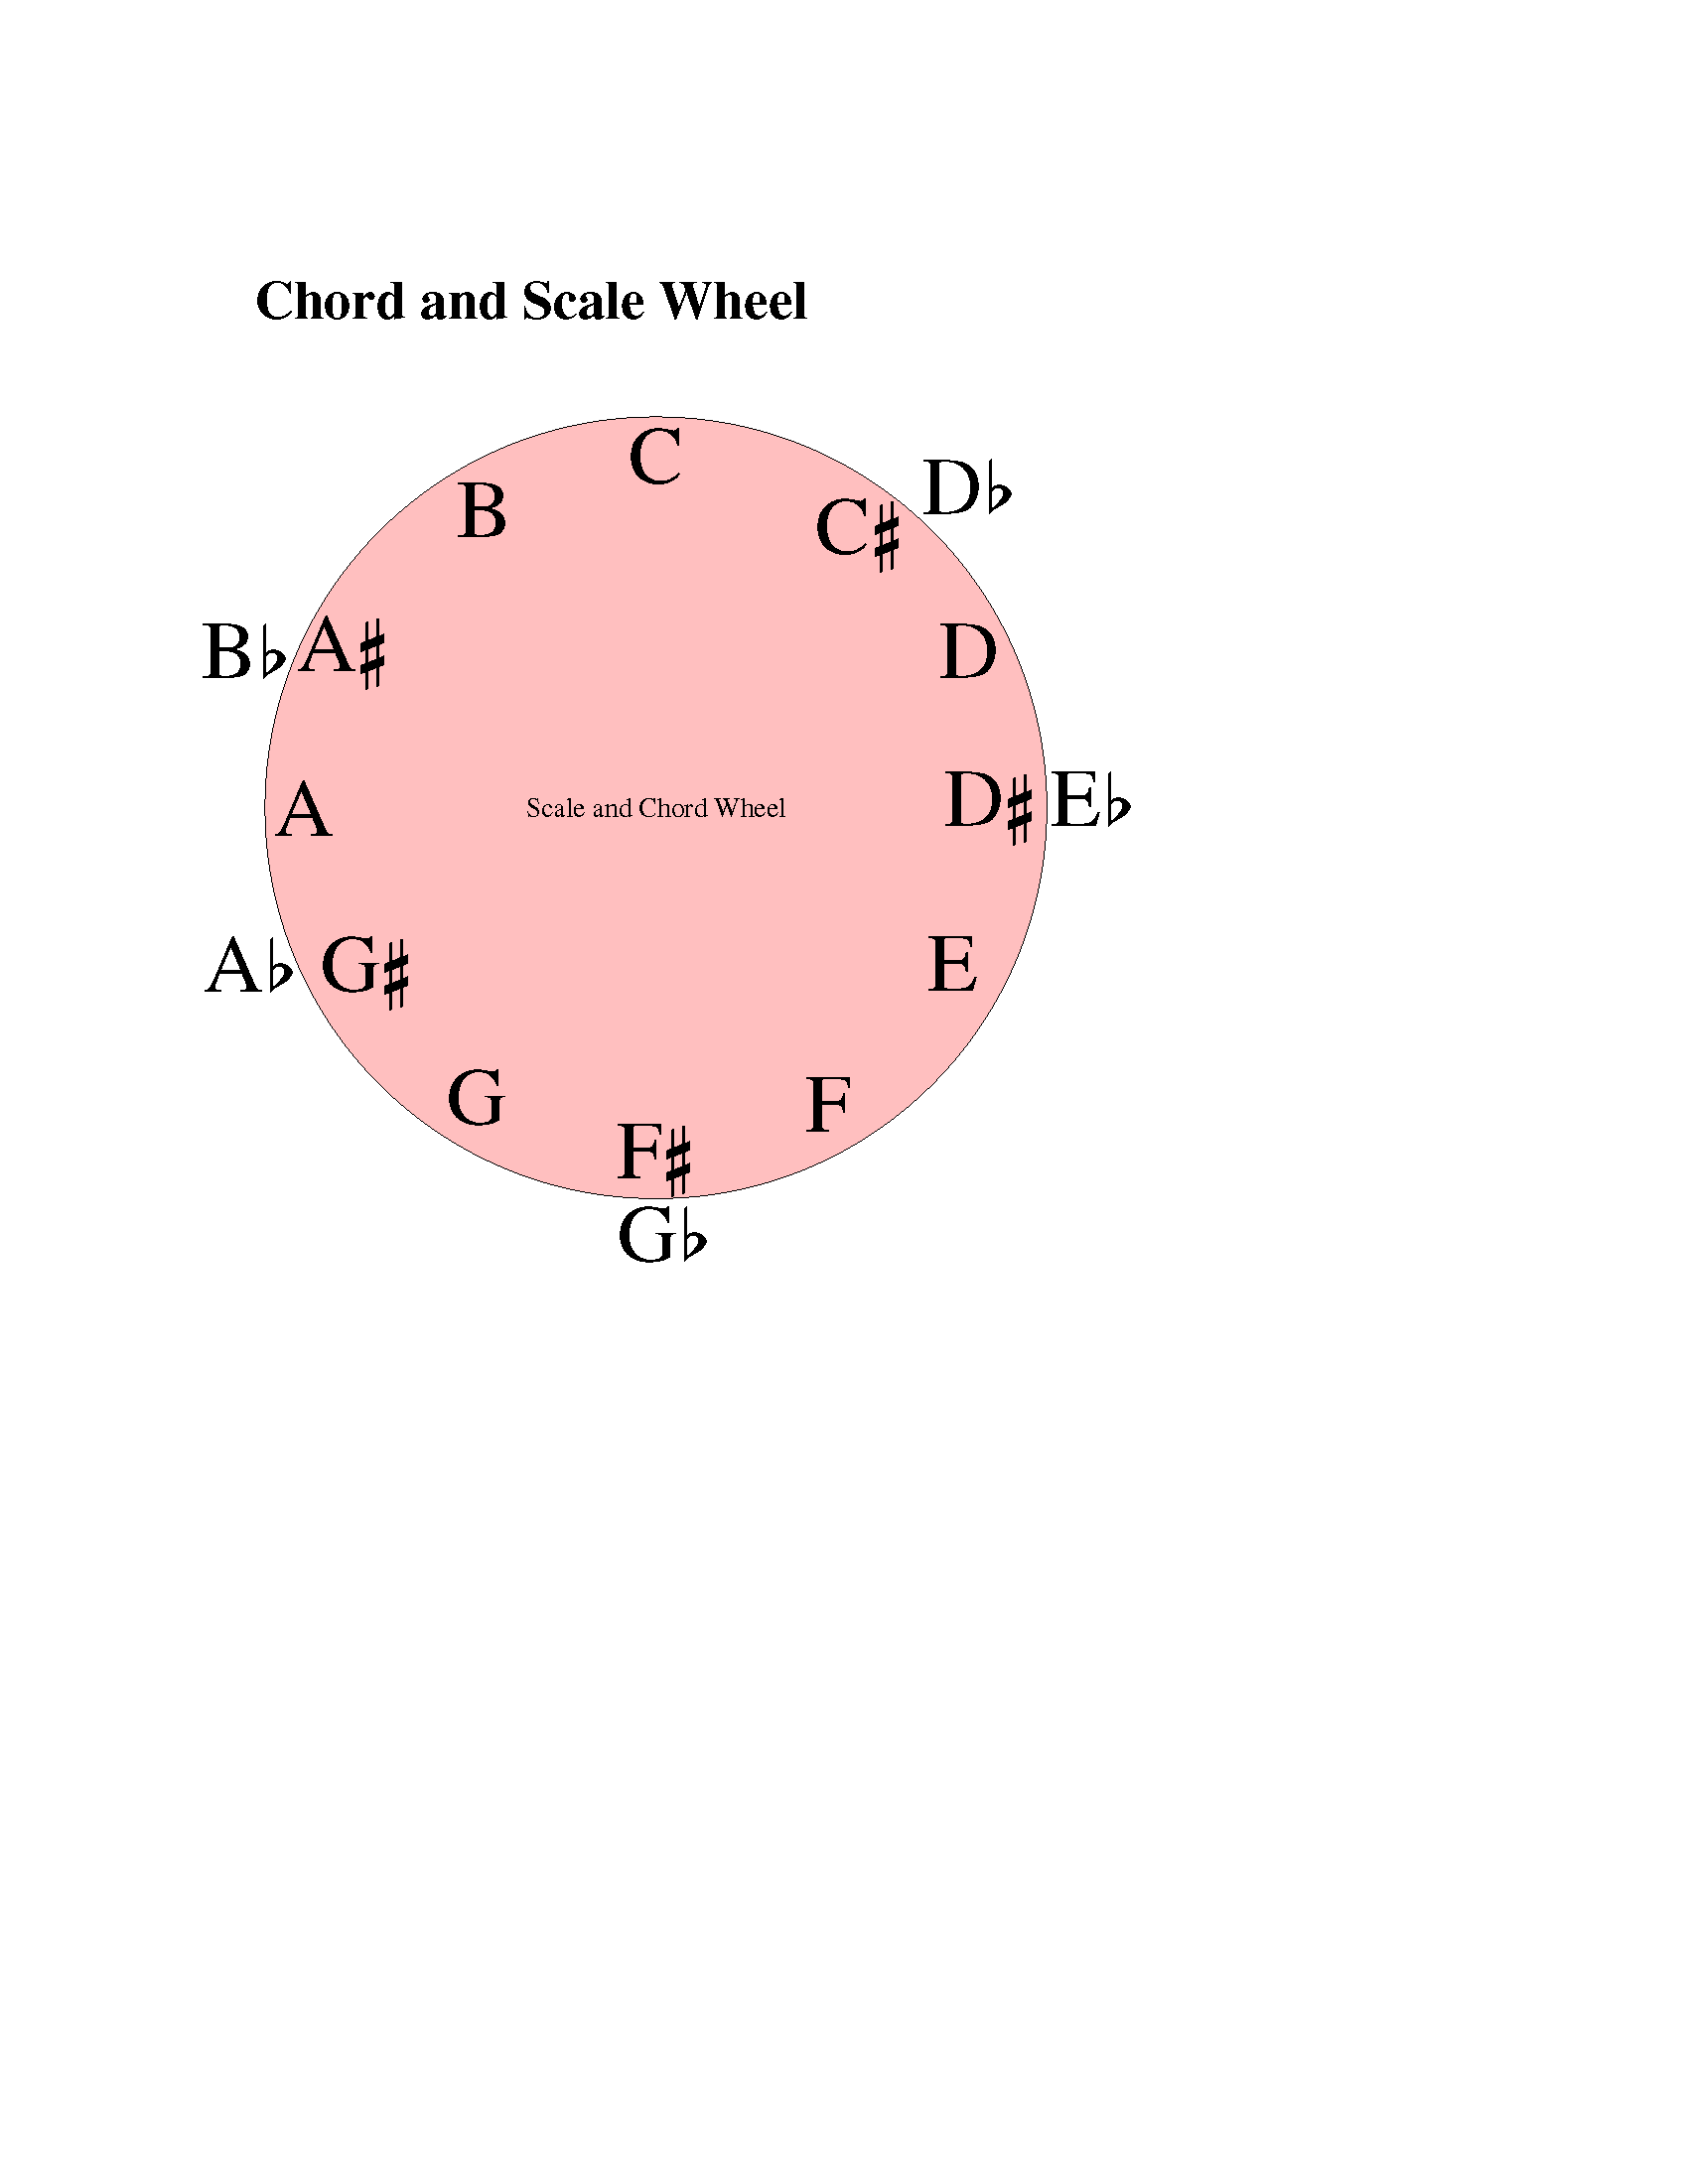 Chord and Scale Wheel
C
B
C♯
D♭
B♭
A♯
D
A
Scale and Chord Wheel
D♯
E♭
A♭
G♯
E
G
F
F♯
G♭